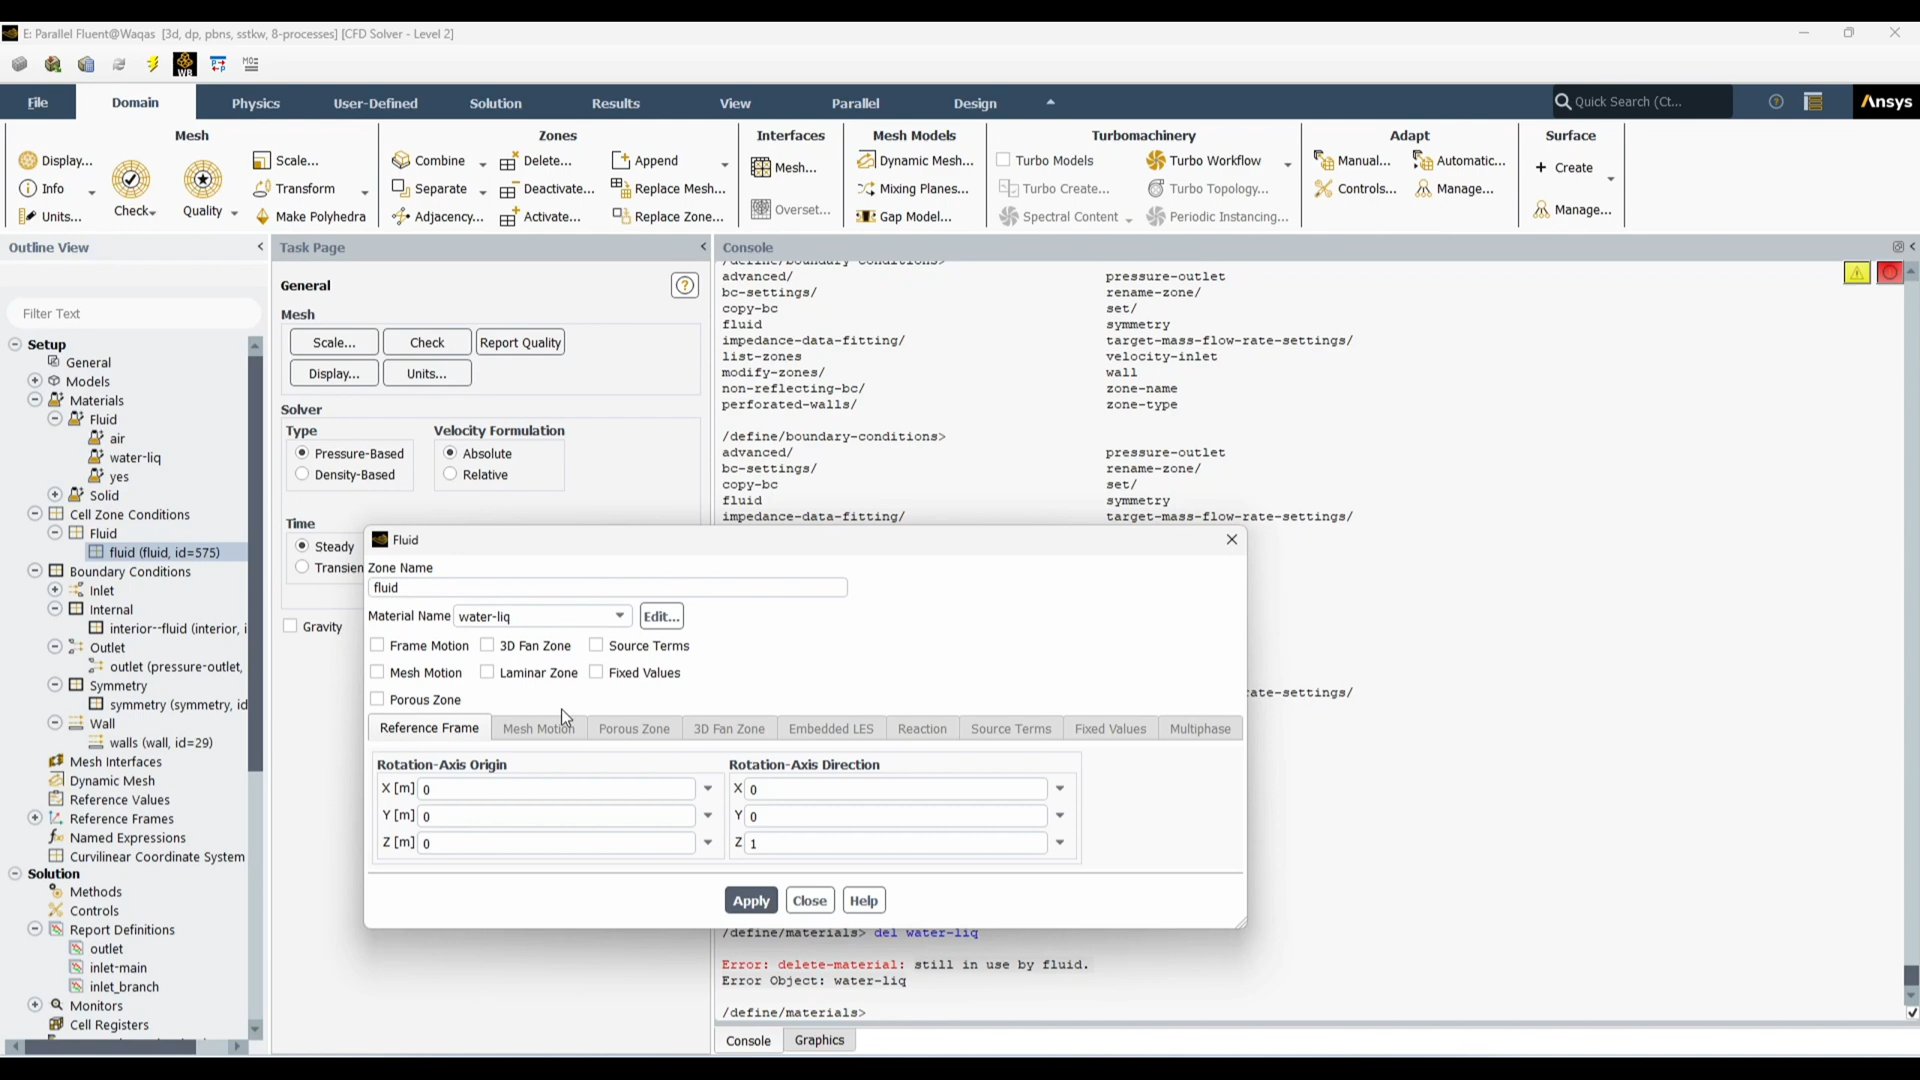 E: Parallel Fluent@Waqas [3d, dp, pbns, sstkw, 8-processes] [CFD Solver - Level 2]
WB
File Domain Physics User-Defined Solution Results View Parallel Design Quick Search (Ct... Ansys
Mesh Zones Interfaces Mesh Models Turbomachinery Adapt Surface
Display... Scale... Combine Delete... Append Mesh... Dynamic Mesh... Turbo Models Turbo Workflow Manual... Automatic... Create
Info Transform Separate Deactivate... Replace Mesh... Mixing Planes... Turbo Create... Turbo Topology... Controls... Manage...
Units... Check Quality Make Polyhedra Adjacency... Activate... Replace Zone... Overset... Gap Model... Spectral Content Periodic Instancing... Manage...
Outline View
Filter Text
Setup
General
Models
Materials
Fluid
air
water-liq
yes
Solid
Cell Zone Conditions
Fluid
fluid (fluid, id=575)
Boundary Conditions
Inlet
Internal
interior--fluid (interior, i
Outlet
outlet (pressure-outlet,
Symmetry
symmetry (symmetry, id
Wall
walls (wall, id=29)
Mesh Interfaces
Dynamic Mesh
Reference Values
Reference Frames
Named Expressions
Curvilinear Coordinate System
Solution
Methods
Controls
Report Definitions
outlet
inlet-main
inlet_branch
Monitors
Cell Registers
Task Page
General
Mesh
Scale... Check Report Quality
Display... Units...
Solver
Type Velocity Formulation
Pressure-Based Absolute
Density-Based Relative
Time
Steady
Transien
Gravity
Console
/define/boundary-conditions>
advanced/ pressure-outlet
bc-settings/ rename-zone/
copy-bc set/
fluid symmetry
impedance-data-fitting/ target-mass-flow-rate-settings/
list-zones velocity-inlet
modify-zones/ wall
non-reflecting-bc/ zone-name
perforated-walls/ zone-type
/define/boundary-conditions>
advanced/ pressure-outlet
bc-settings/ rename-zone/
copy-bc set/
fluid symmetry
impedance-data-fitting/ target-mass-flow-rate-settings/
ate-settings/
Fluid
Zone Name
fluid
Material Name water-liq Edit...
Frame Motion 3D Fan Zone Source Terms
Mesh Motion Laminar Zone Fixed Values
Porous Zone
Reference Frame Mesh Motion Porous Zone 3D Fan Zone Embedded LES Reaction Source Terms Fixed Values Multiphase
Rotation-Axis Origin Rotation-Axis Direction
X [m] 0 X 0
Y [m] 0 Y 0
Z [m] 0 Z 1
Apply Close Help
/define/materials> del water-liq
Error: delete-material: still in use by fluid.
Error Object: water-liq
/define/materials>
Console Graphics